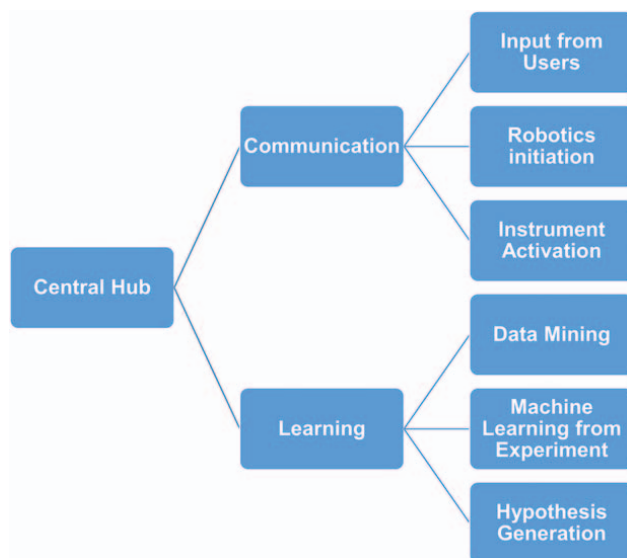 Input from
Users
Communication
Robotics
initiation
Instrument
Activation
Central Hub
Data Mining
Learning
Machine
Learning from
Experiment
Hypothesis
Generation